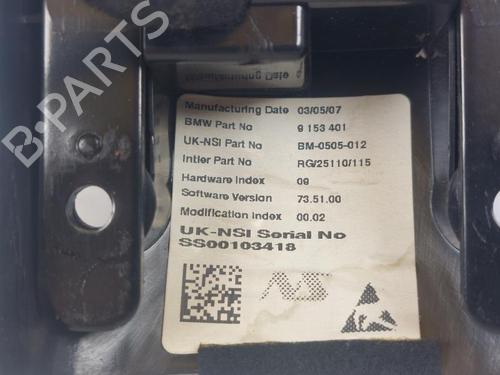 Manufacturing Date 03/05/07
BMW Part No 9 153 401
UK-NSI Part No BM-0505-012
Intier Part No RG/25110/115
Hardware Index 09
Software Version 73.51.00
Modification Index 00.02
UK-NSI Serial No
SS00103418
NS
B-PARTS